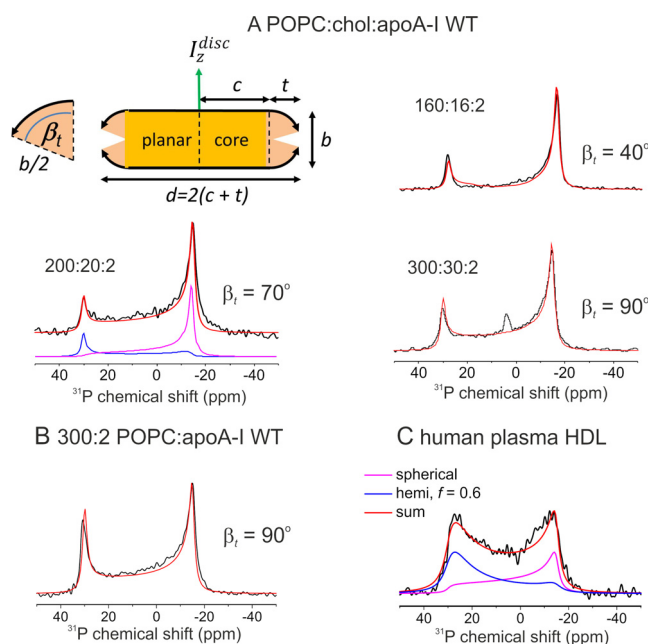 A POPC:chol:apoA-I WT
I_z^disc
c
t
β_t
b/2
planar core
b
d=2(c + t)
160:16:2
β_t = 40°
200:20:2
β_t = 70°
40 20 0 -20 -40
³¹P chemical shift (ppm)
300:30:2
β_t = 90°
40 20 0 -20 -40
³¹P chemical shift (ppm)
B 300:2 POPC:apoA-I WT
β_t = 90°
40 20 0 -20 -40
³¹P chemical shift (ppm)
C human plasma HDL
spherical
hemi, f = 0.6
sum
40 20 0 -20 -40
³¹P chemical shift (ppm)